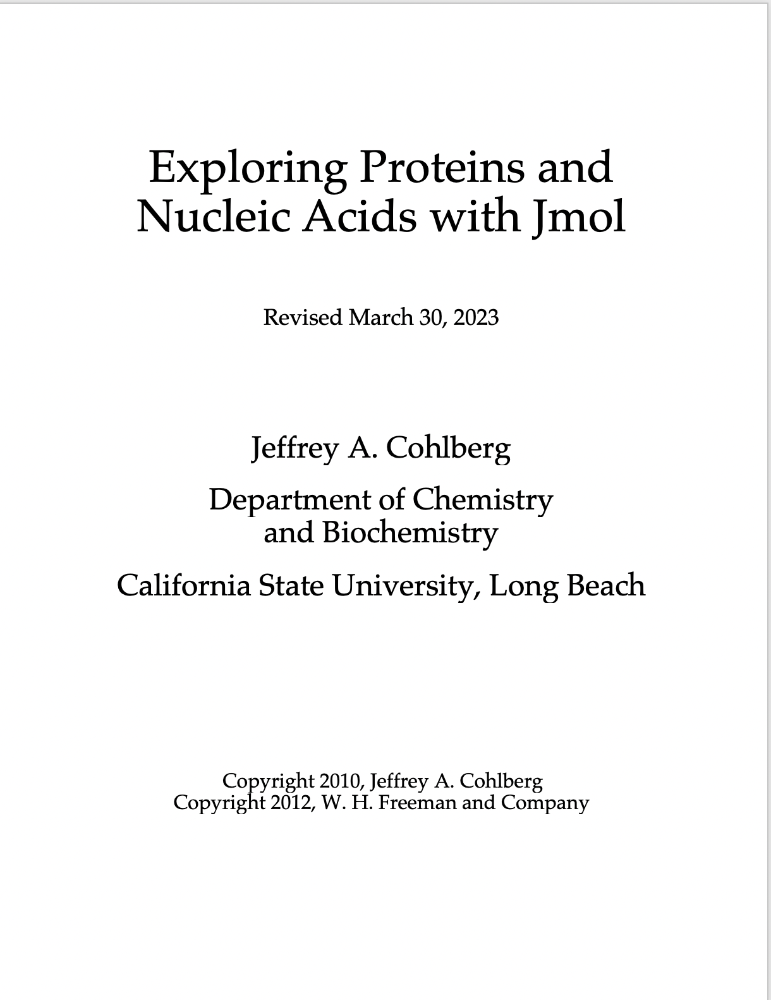 Exploring Proteins and
Nucleic Acids with Jmol
Revised March 30, 2023
Jeffrey A. Cohlberg
Department of Chemistry
and Biochemistry
California State University, Long Beach
Copyright 2010, Jeffrey A. Cohlberg
Copyright 2012, W. H. Freeman and Company